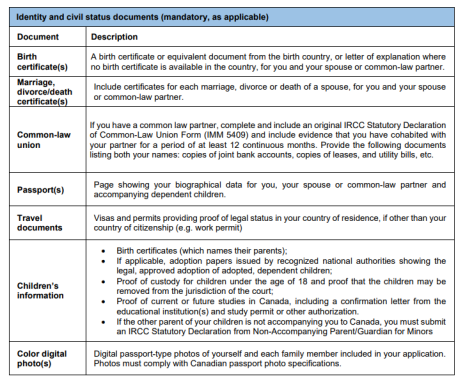 Identity and civil status documents (mandatory, as applicable)
Document
Description
Birth
certificate(s)
A birth certificate or equivalent document from the birth country, or letter of explanation where
no birth certificate is available in the country, for you and your spouse or common-law partner.
Marriage,
divorce/death
certificate(s)
Include certificates for each marriage, divorce or death of a spouse, for you and your spouse
or common-law partner.
Common-law
union
If you have a common law partner, complete and include an original IRCC Statutory Declaration
of Common-Law Union Form (IMM 5409) and include evidence that you have cohabited with
your partner for a period of at least 12 continuous months. Provide the following documents
listing both your names: copies of joint bank accounts, copies of leases, and utility bills, etc.
Passport(s)
Page showing your biographical data for you, your spouse or common-law partner and
accompanying dependent children.
Travel
documents
Visas and permits providing proof of legal status in your country of residence, if other than your
country of citizenship (e.g. work permit)
Children's
information
• Birth certificates (which names their parents);
• If applicable, adoption papers issued by recognized national authorities showing the
legal, approved adoption of adopted, dependent children;
• Proof of custody for children under the age of 18 and proof that the children may be
removed from the jurisdiction of the court;
• Proof of current or future studies in Canada, including a confirmation letter from the
educational institution(s) and study permit or other authorization.
• If the other parent of your children is not accompanying you to Canada, you must submit
an IRCC Statutory Declaration from Non-Accompanying Parent/Guardian for Minors
Color digital
photo(s)
Digital passport-type photos of yourself and each family member included in your application.
Photos must comply with Canadian passport photo specifications.